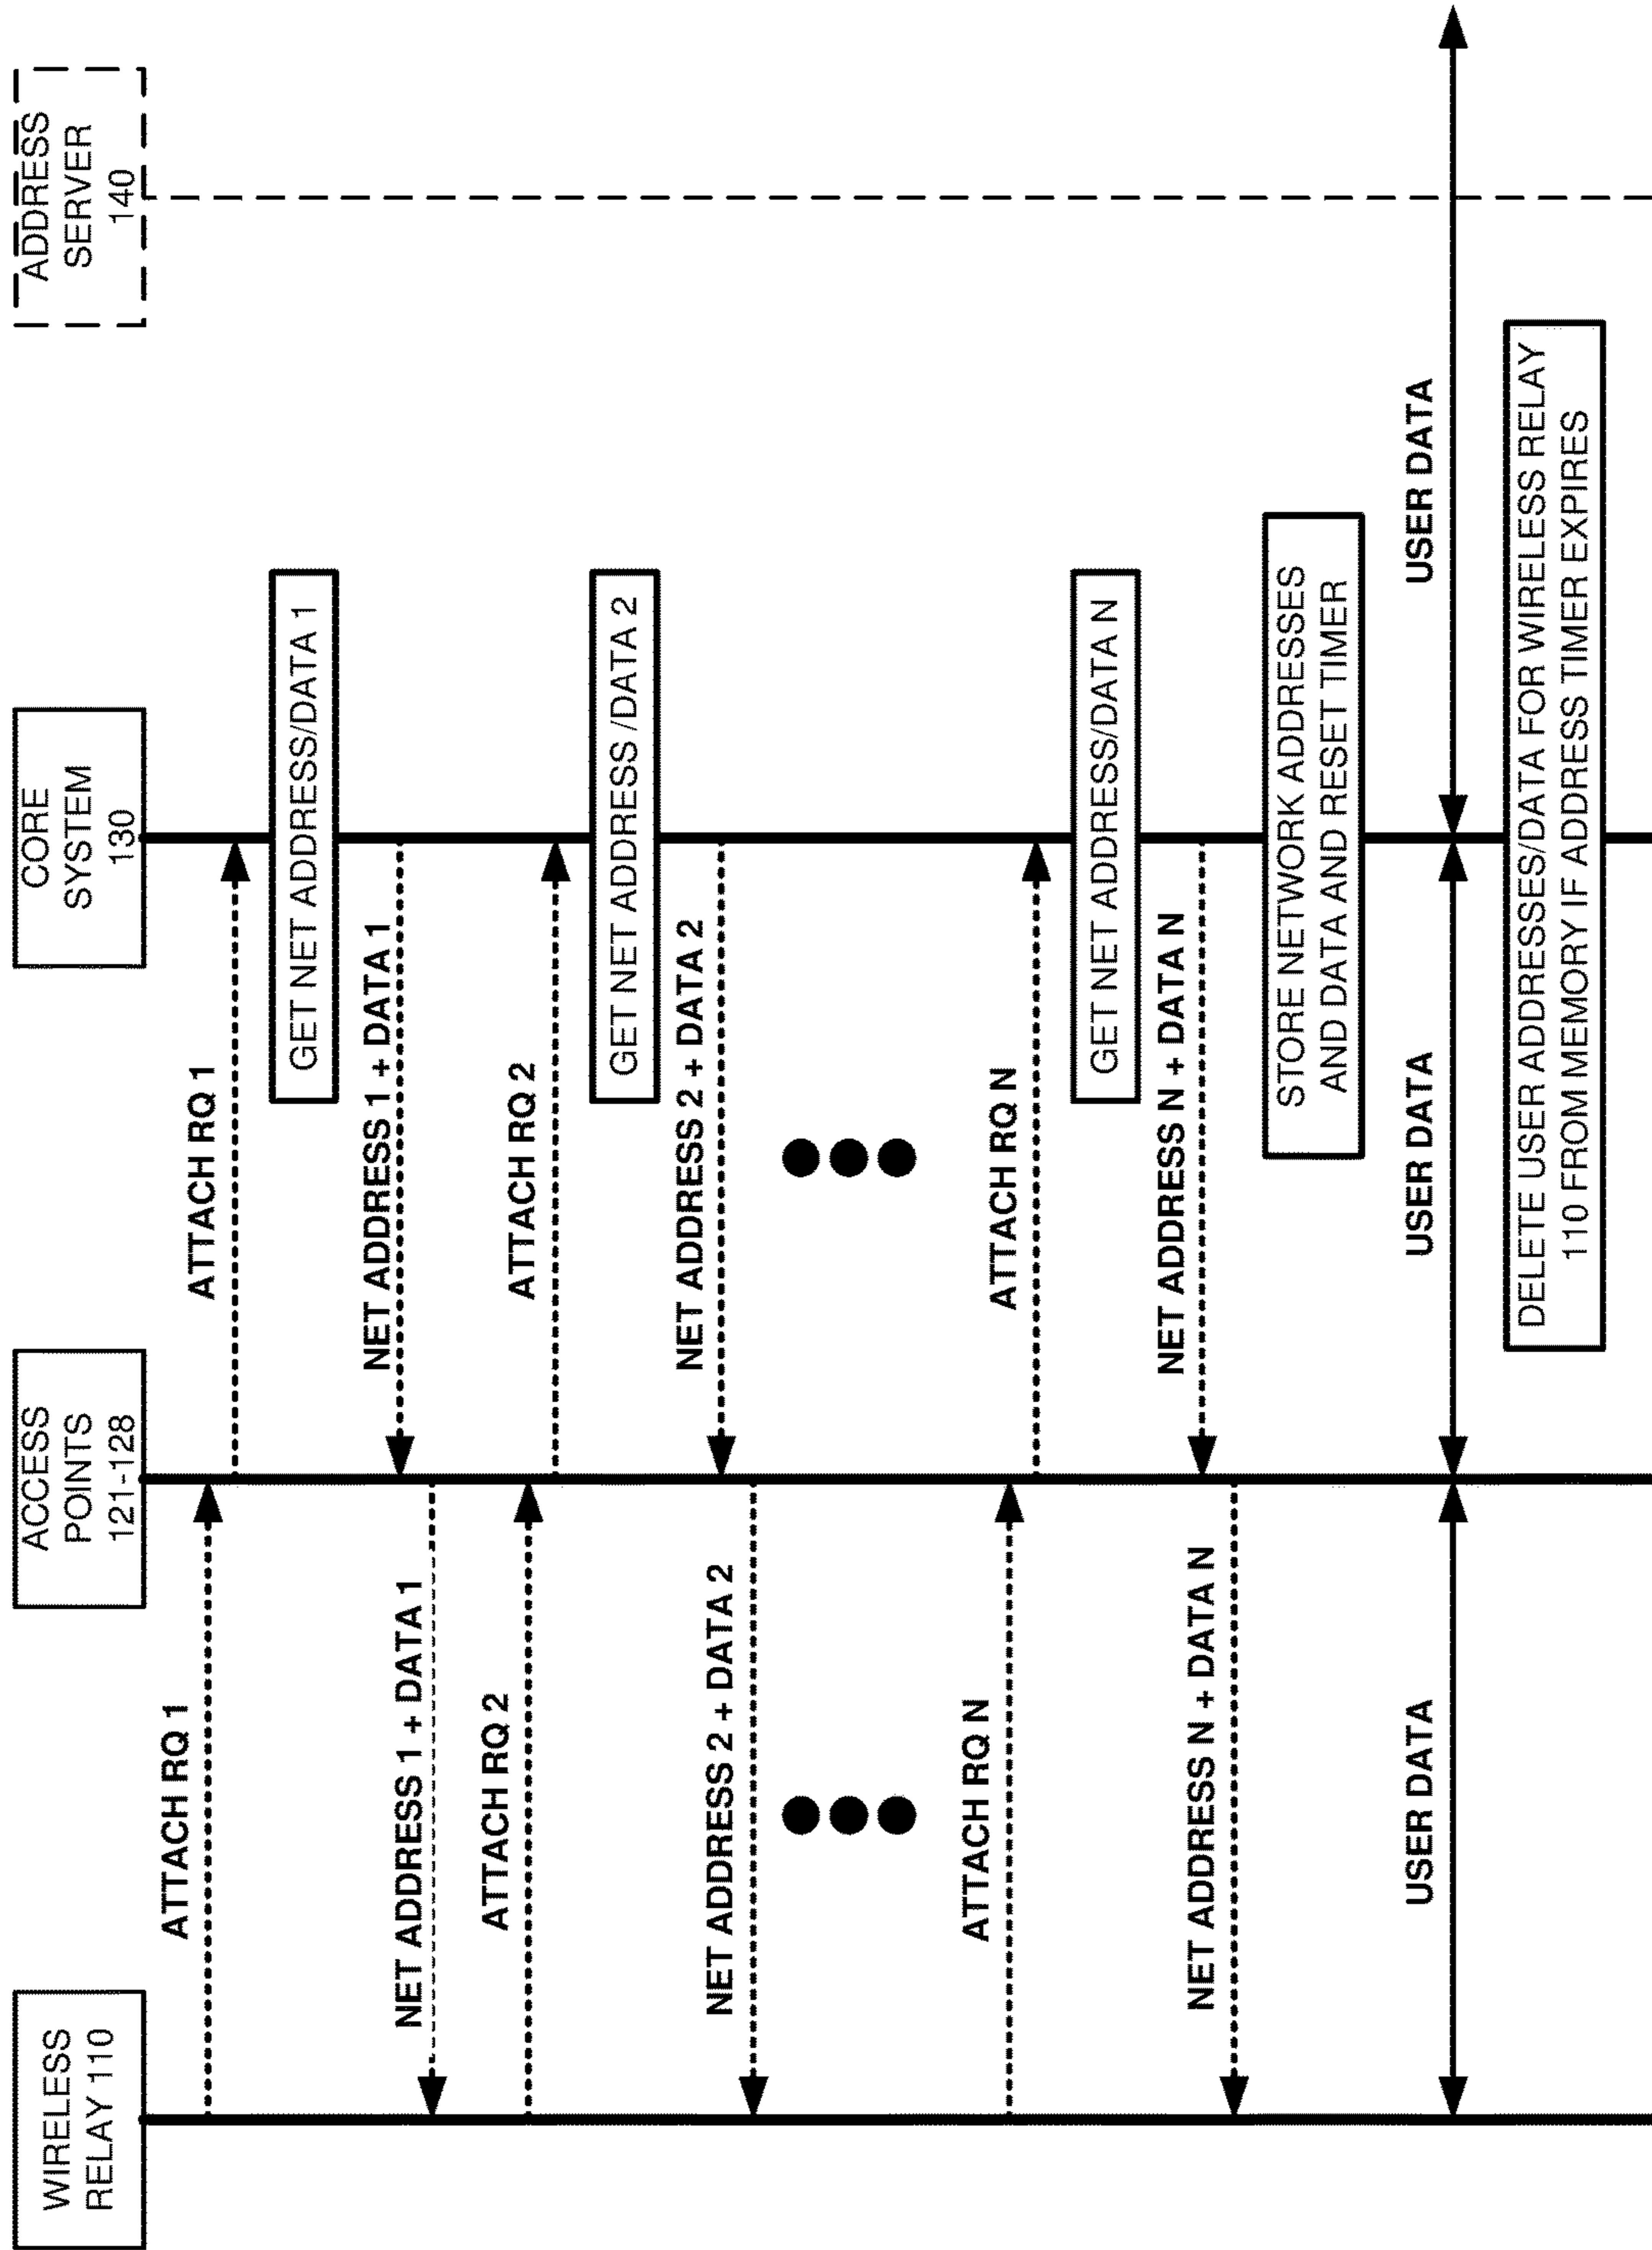 WIRELESS
RELAY 110
ACCESS
POINTS
121-128
CORE
SYSTEM
130
ADDRESS
SERVER
140
ATTACH RQ 1
ATTACH RQ 1
GET NET ADDRESS/DATA 1
NET ADDRESS 1 + DATA 1
NET ADDRESS 1 + DATA 1
ATTACH RQ 2
ATTACH RQ 2
GET NET ADDRESS /DATA 2
NET ADDRESS 2 + DATA 2
NET ADDRESS 2 + DATA 2
ATTACH RQ N
ATTACH RQ N
GET NET ADDRESS/DATA N
NET ADDRESS N + DATA N
NET ADDRESS N + DATA N
STORE NETWORK ADDRESSES
AND DATA AND RESET TIMER
USER DATA
USER DATA
USER DATA
DELETE USER ADDRESSES/DATA FOR WIRELESS RELAY
110 FROM MEMORY IF ADDRESS TIMER EXPIRES